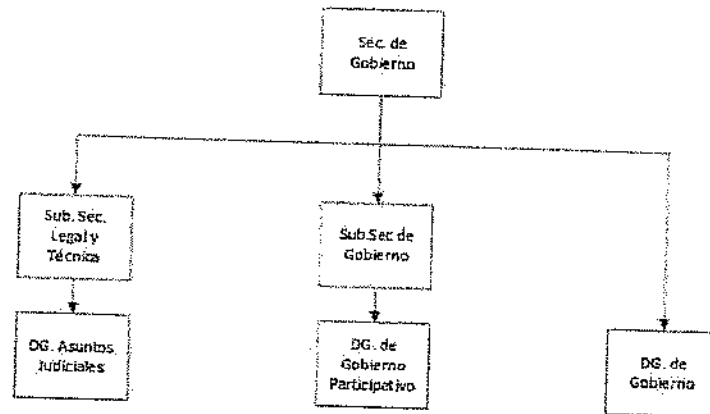 Sec. de
Gobierno
Sub. Sec.
Legal y
Técnica
Sub.Sec de
Gobierno
DG. Asuntos
Judiciales
DG. de
Gobierno
Participativo
DG. de
Gobierno